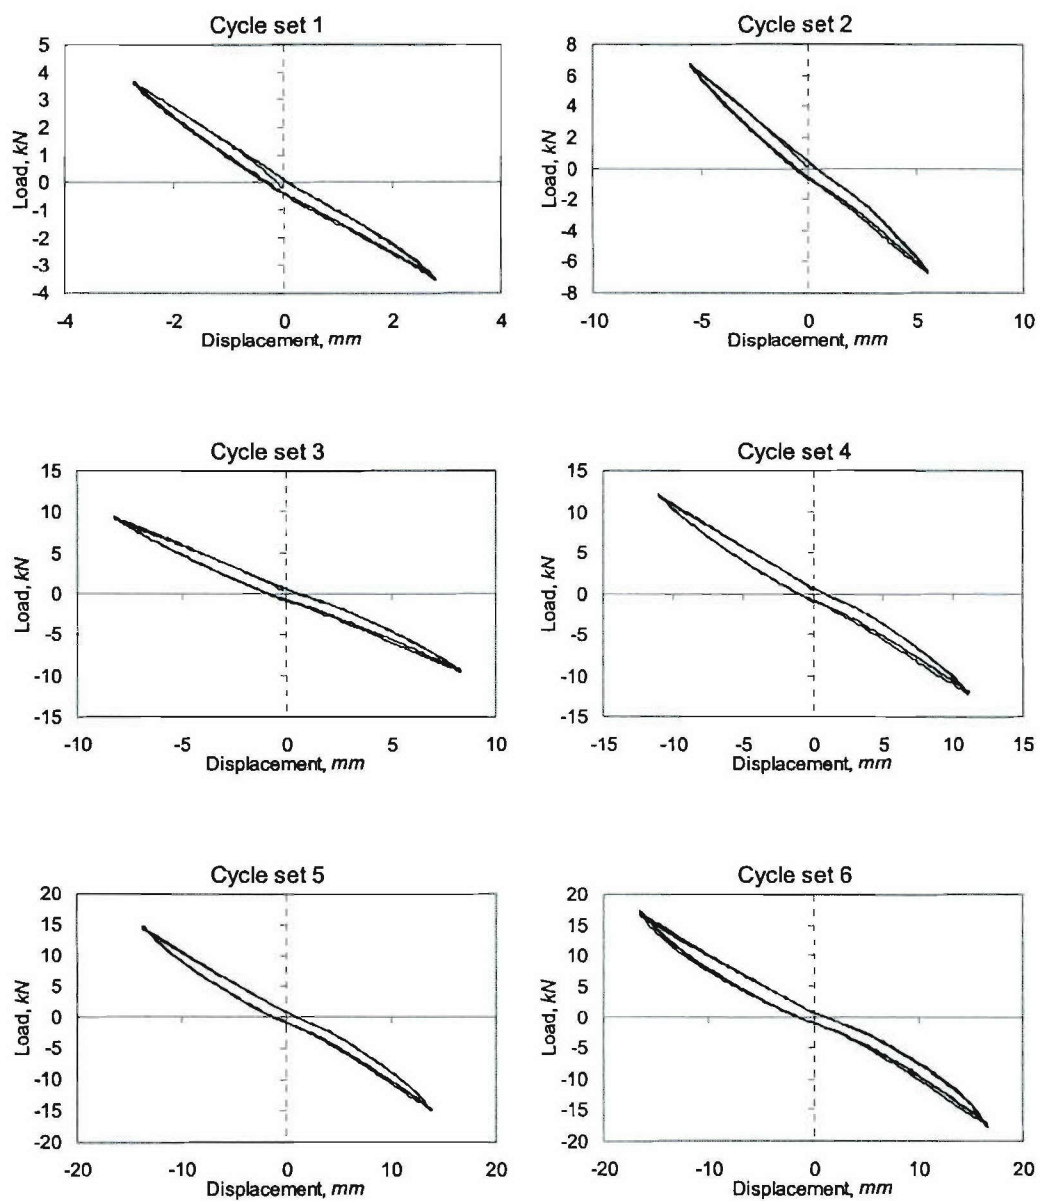 Cycle set 1
5
4
3
2
1
0
-1
-2
-3
-4
Load, kN
-4 -2 0 2 4
Displacement, mm
Cycle set 2
8
6
4
2
0
-2
-4
-6
-8
Load, kN
-10 -5 0 5 10
Displacement, mm
Cycle set 3
15
10
5
0
-5
-10
-15
Load, kN
-10 -5 0 5 10
Displacement, mm
Cycle set 4
15
10
5
0
-5
-10
-15
Load, kN
-15 -10 -5 0 5 10 15
Displacement, mm
Cycle set 5
20
15
10
5
0
-5
-10
-15
-20
Load, kN
-20 -10 0 10 20
Displacement, mm
Cycle set 6
20
15
10
5
0
-5
-10
-15
-20
Load, kN
-20 -10 0 10 20
Displacement, mm